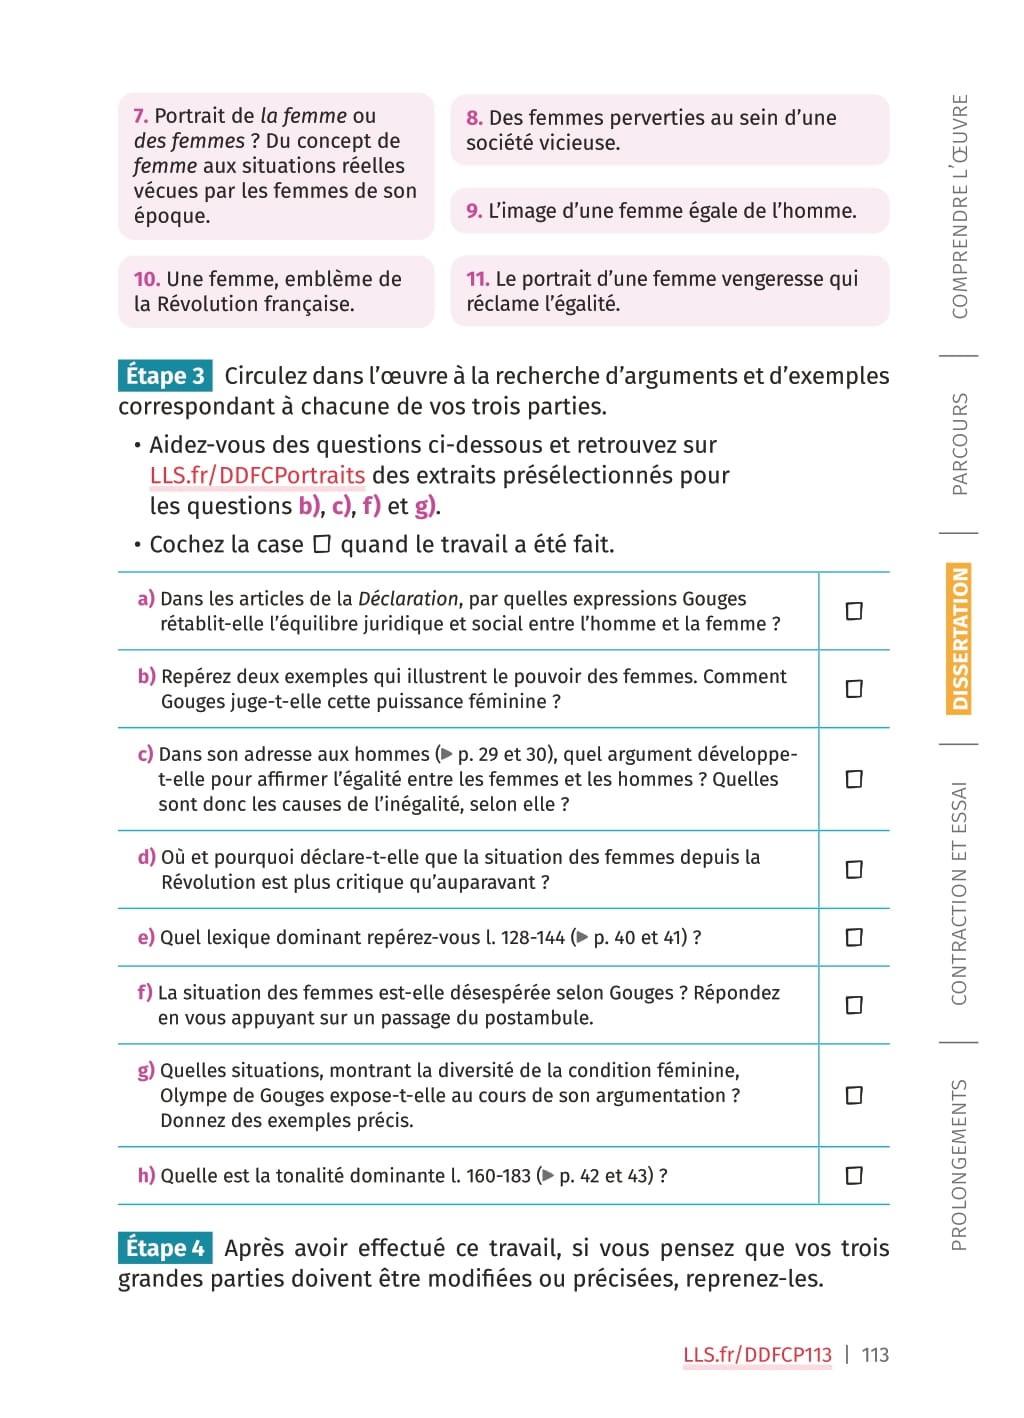 7. Portrait de la femme ou
des femmes ? Du concept de
femme aux situations réelles
vécues par les femmes de son
époque.
8. Des femmes perverties au sein d’une
société vicieuse.
9. L’image d’une femme égale de l’homme.
10. Une femme, emblème de
la Révolution française.
11. Le portrait d’une femme vengeresse qui
réclame l’égalité.
Étape 3 Circulez dans l’œuvre à la recherche d’arguments et d’exemples
correspondant à chacune de vos trois parties.
• Aidez-vous des questions ci-dessous et retrouvez sur
LLS.fr/DDFCPortraits des extraits présélectionnés pour
les questions b), c), f) et g).
• Cochez la case ☐ quand le travail a été fait.
a) Dans les articles de la Déclaration, par quelles expressions Gouges
rétablit-elle l’équilibre juridique et social entre l’homme et la femme ?
b) Repérez deux exemples qui illustrent le pouvoir des femmes. Comment
Gouges juge-t-elle cette puissance féminine ?
c) Dans son adresse aux hommes (▶ p. 29 et 30), quel argument développe-
t-elle pour affirmer l’égalité entre les femmes et les hommes ? Quelles
sont donc les causes de l’inégalité, selon elle ?
d) Où et pourquoi déclare-t-elle que la situation des femmes depuis la
Révolution est plus critique qu’auparavant ?
e) Quel lexique dominant repérez-vous l. 128-144 (▶ p. 40 et 41) ?
f) La situation des femmes est-elle désespérée selon Gouges ? Répondez
en vous appuyant sur un passage du postambule.
g) Quelles situations, montrant la diversité de la condition féminine,
Olympe de Gouges expose-t-elle au cours de son argumentation ?
Donnez des exemples précis.
h) Quelle est la tonalité dominante l. 160-183 (▶ p. 42 et 43) ?
Étape 4 Après avoir effectué ce travail, si vous pensez que vos trois
grandes parties doivent être modifiées ou précisées, reprenez-les.
LLS.fr/DDFCP113 | 113
COMPRENDRE L’ŒUVRE
PARCOURS
DISSERTATION
CONTRACTION ET ESSAI
PROLONGEMENTS